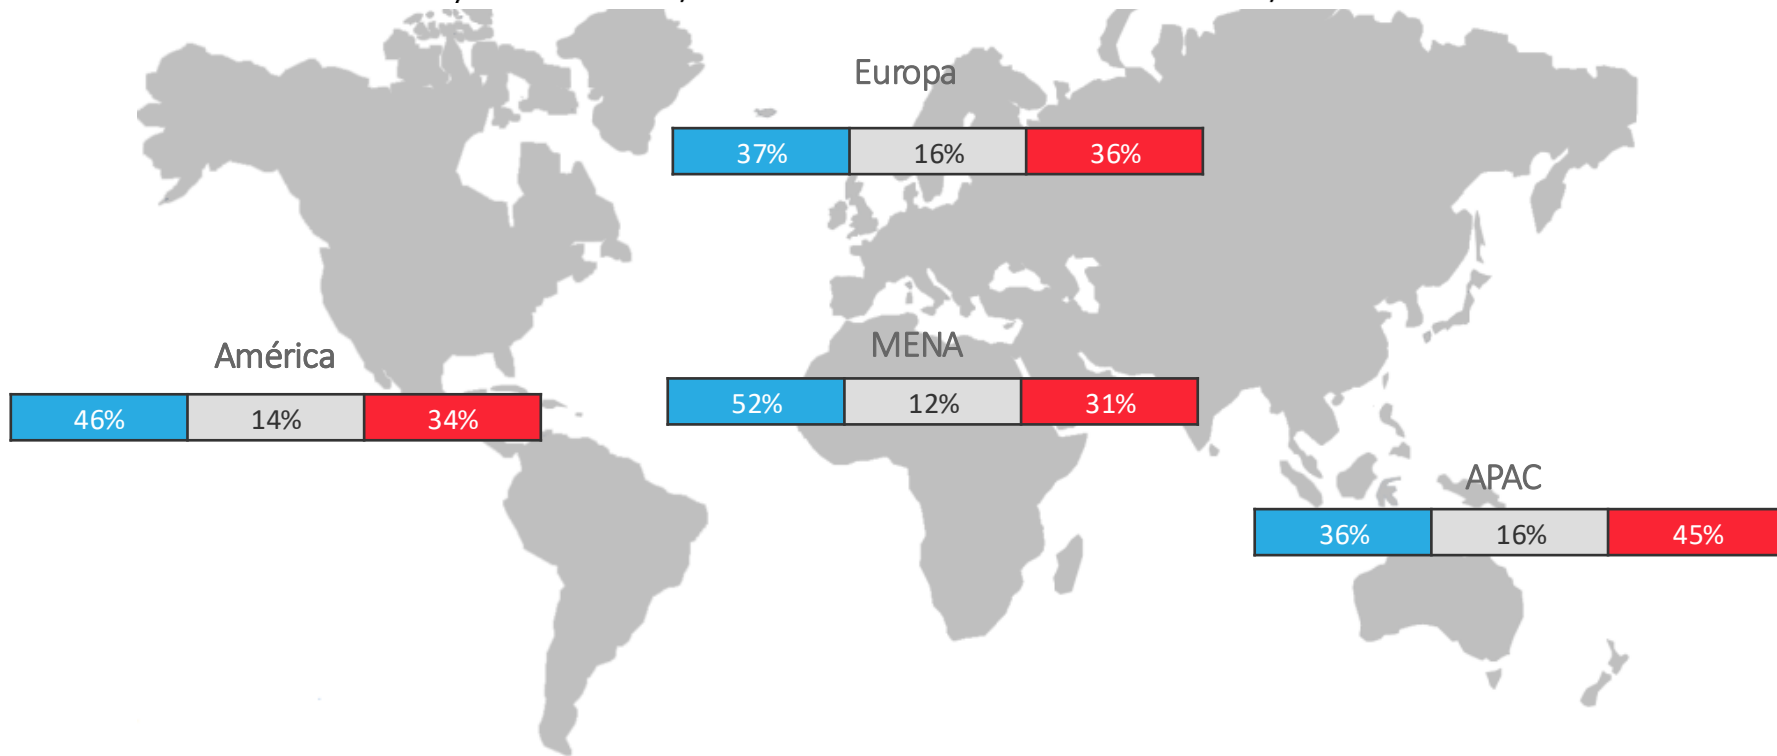 Europa
37% 16% 36%
América
46% 14% 34%
MENA
52% 12% 31%
APAC
36% 16% 45%